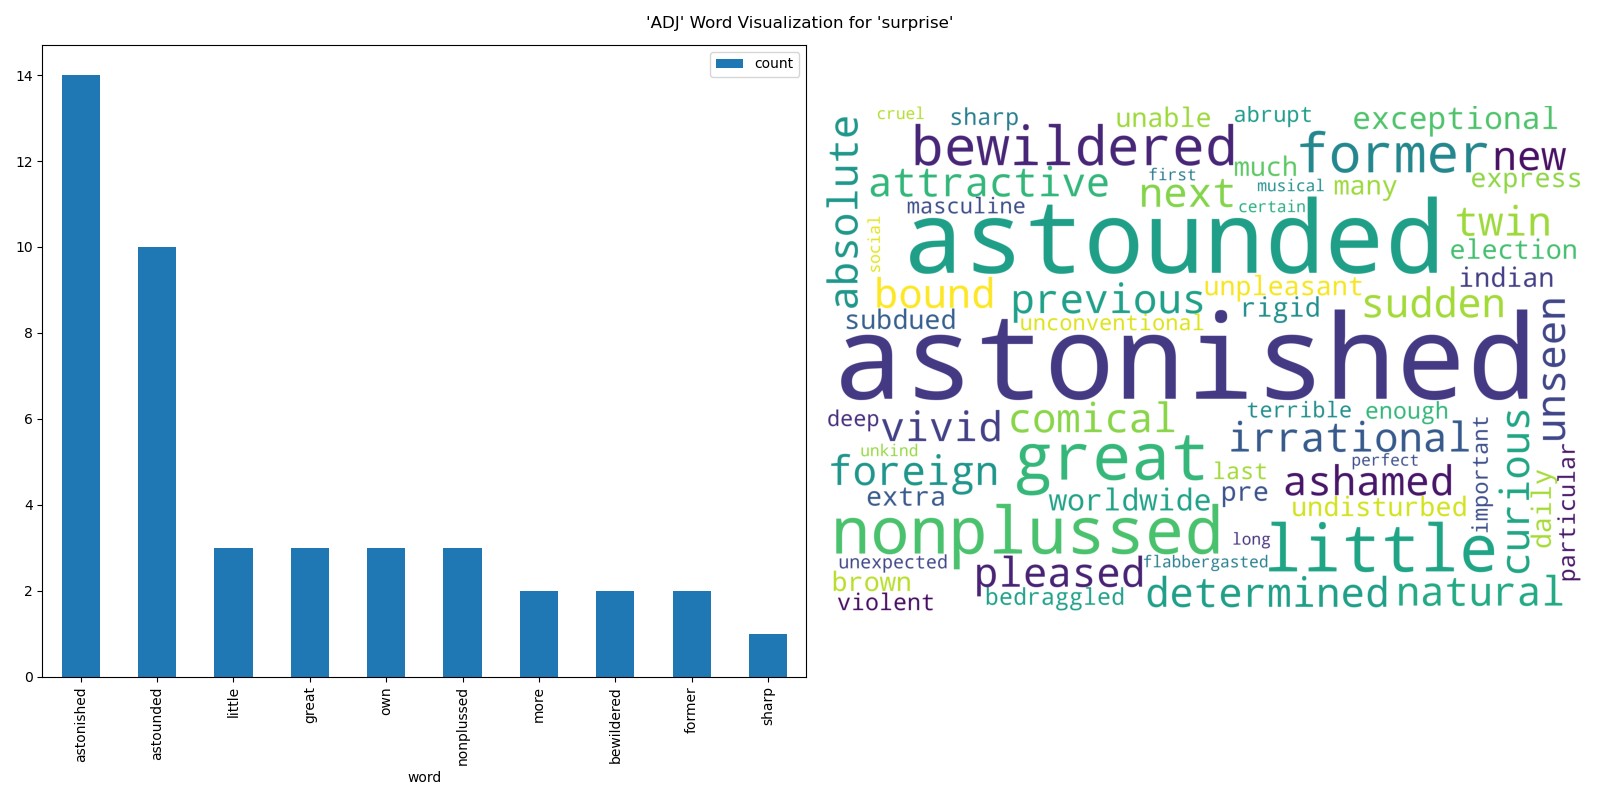 'ADJ' Word Visualization for 'surprise'
count
14
12
10
8
6
4
2
0
astonished
astounded
little
great
own
nonplussed
more
bewildered
former
sharp
word
cruel
sharp
unable
abrupt
exceptional
absolute
bewildered
former
new
much
attractive
first
next
musical
many
express
masculine
certain
astounded
twin
social
election
indian
bound
previous
unpleasant
rigid
sudden
subdued
unconventional
unseen
astonished
deep
vivid
comical
terrible
enough
irrational
important
curious
unkind
great
foreign
last
perfect
ashamed
daily
particular
extra
worldwide
pre
undisturbed
nonplussed
long
little
unexpected
flabbergasted
pleased
brown
violent
bedraggled
determined
natural